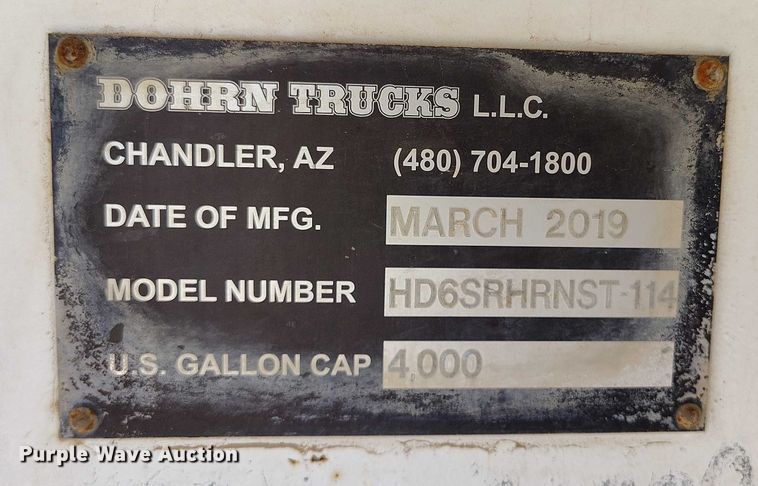 DOHRN TRUCKS L.L.C.
CHANDLER, AZ (480) 704-1800
DATE OF MFG. MARCH 2019
MODEL NUMBER HD6SRHRNST-114
U.S. GALLON CAP 4,000
Purple Wave Auction